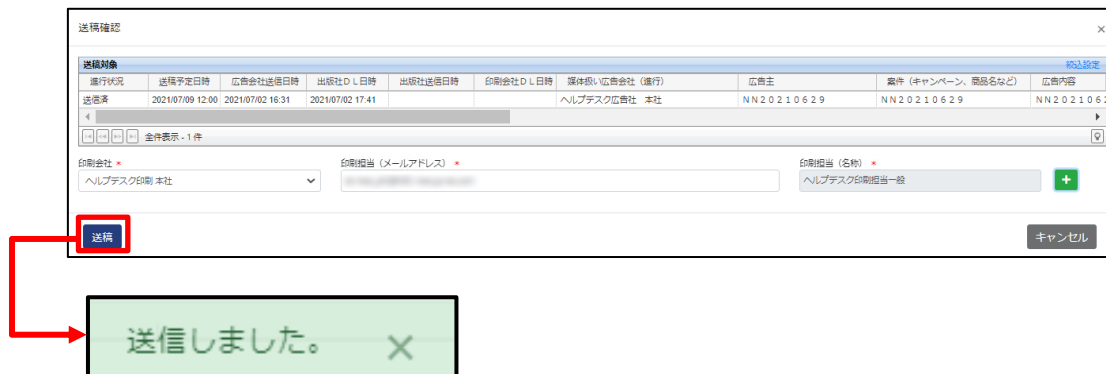 送稿確認 ×
送稿対象 絞込設定
進行状況 送稿予定日時 広告会社送信日時 出版社ＤＬ日時 出版社送信日時 印刷会社ＤＬ日時 媒体扱い広告会社（進行） 広告主 案件（キャンペーン、商品名など） 広告内容
送信済 2021/07/09 12:00 2021/07/02 16:31 2021/07/02 17:41 ヘルプデスク広告社　本社 ＮＮ２０２１０６２９ ＮＮ２０２１０６２９ ＮＮ２０２１０６２
全件表示 - 1 件
印刷会社 * 印刷担当（メールアドレス） * 印刷担当（名称） *
ヘルプデスク印刷 本社 ヘルプデスク印刷担当一般 +
送稿 キャンセル
送信しました。 ×